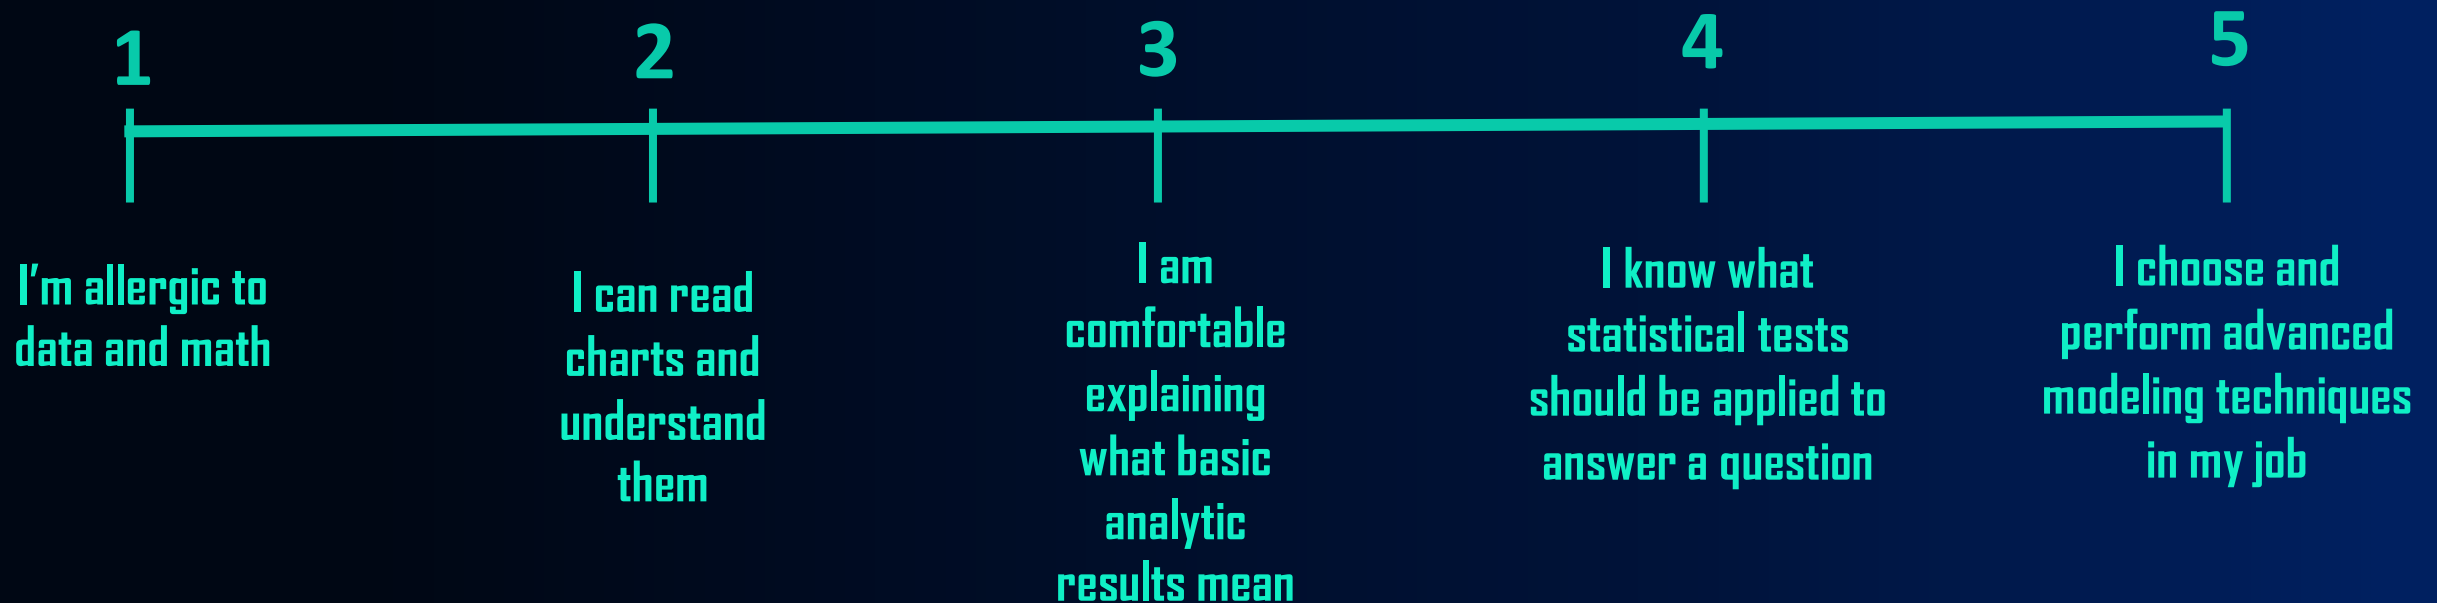 1
2
3
4
5
I'm allergic to
data and math
I can read
charts and
understand
them
I am
comfortable
explaining
what basic
analytic
results mean
I know what
statistical tests
should be applied to
answer a question
I choose and
perform advanced
modeling techniques
in my job